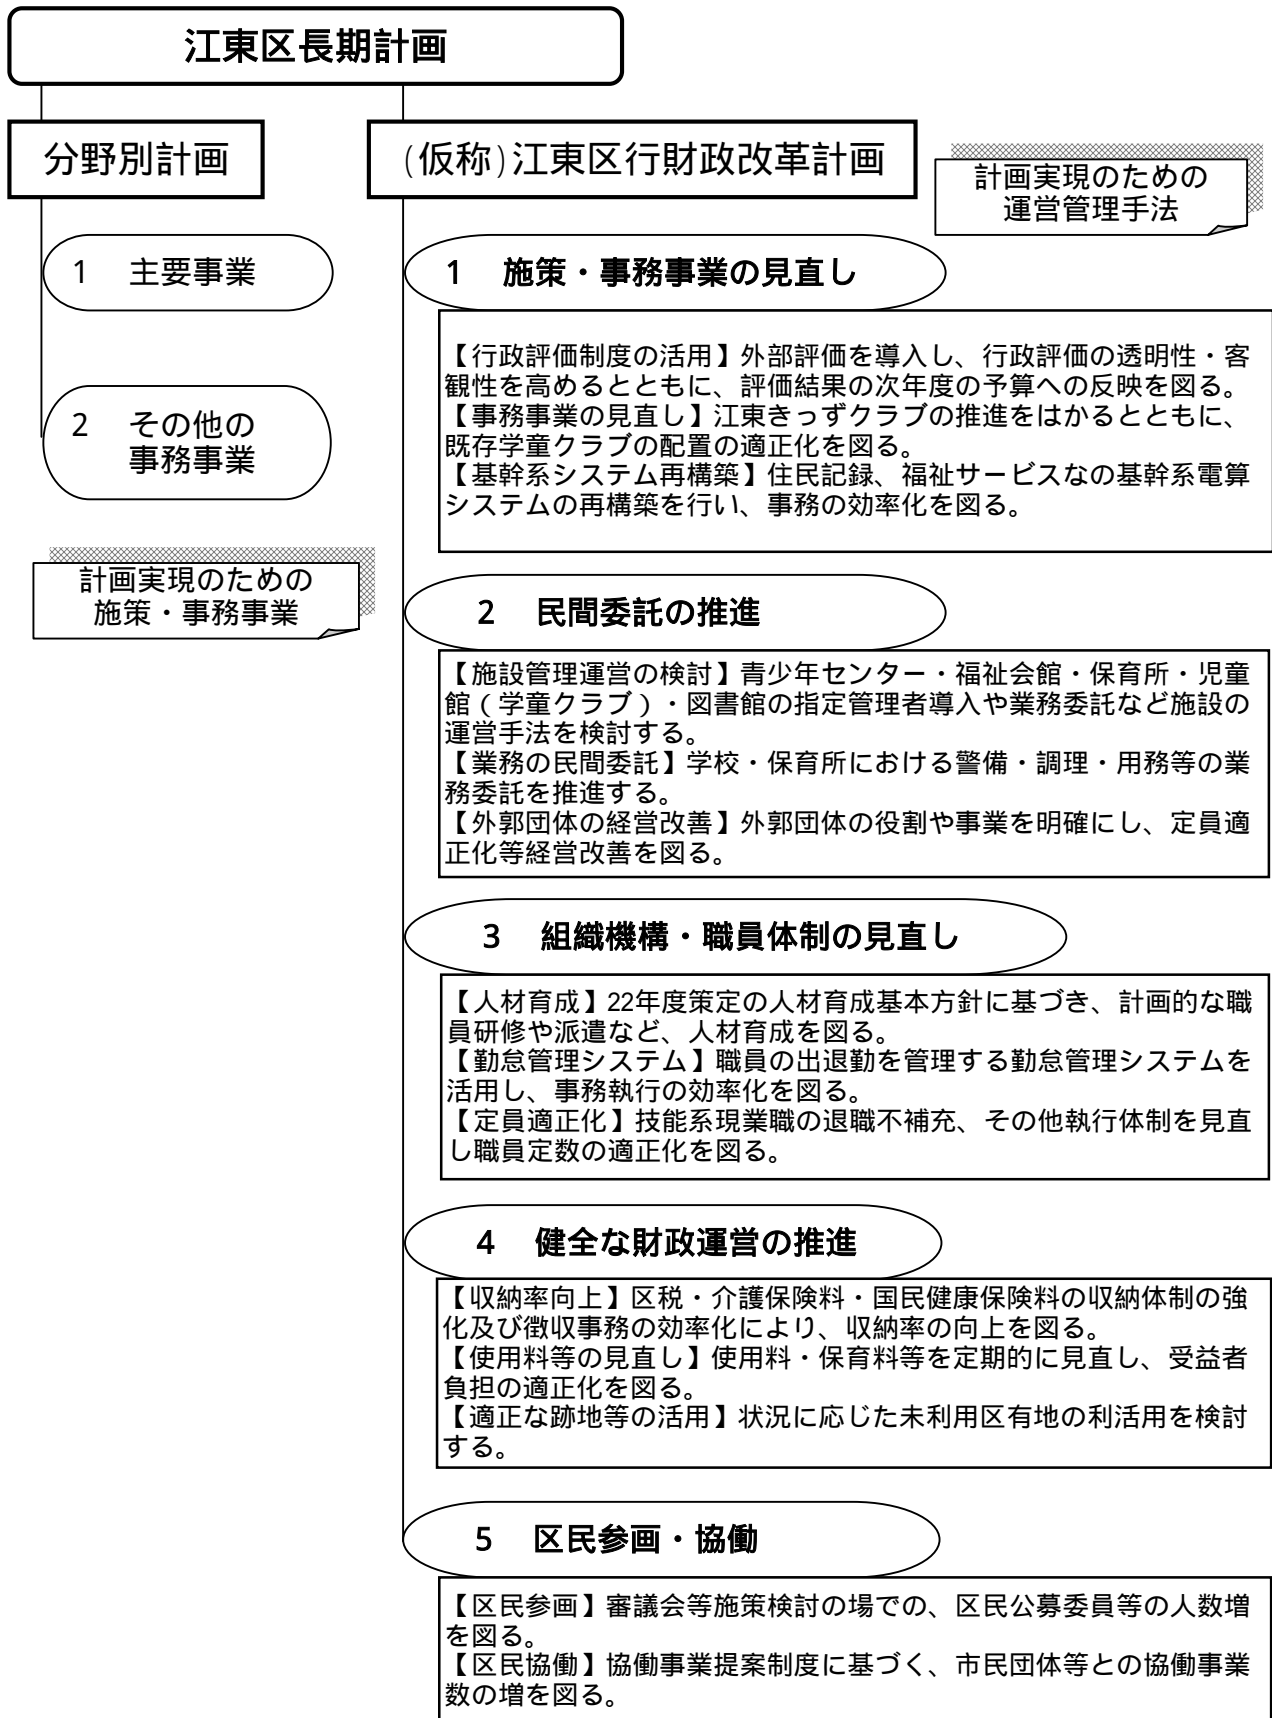 江東区長期計画
分野別計画
(仮称)江東区行財政改革計画
計画実現のための
運営管理手法
1 主要事業
2 その他の
事務事業
計画実現のための
施策・事務事業
1 施策・事務事業の見直し
【行政評価制度の活用】外部評価を導入し、行政評価の透明性・客
観性を高めるとともに、評価結果の次年度の予算への反映を図る。
【事務事業の見直し】江東きっずクラブの推進をはかるとともに、
既存学童クラブの配置の適正化を図る。
【基幹系システム再構築】住民記録、福祉サービスなの基幹系電算
システムの再構築を行い、事務の効率化を図る。
2 民間委託の推進
【施設管理運営の検討】青少年センター・福祉会館・保育所・児童
館(学童クラブ)・図書館の指定管理者導入や業務委託など施設の
運営手法を検討する。
【業務の民間委託】学校・保育所における警備・調理・用務等の業
務委託を推進する。
【外郭団体の経営改善】外郭団体の役割や事業を明確にし、定員適
正化等経営改善を図る。
3 組織機構・職員体制の見直し
【人材育成】22年度策定の人材育成基本方針に基づき、計画的な職
員研修や派遣など、人材育成を図る。
【勤怠管理システム】職員の出退勤を管理する勤怠管理システムを
活用し、事務執行の効率化を図る。
【定員適正化】技能系現業職の退職不補充、その他執行体制を見直
し職員定数の適正化を図る。
4 健全な財政運営の推進
【収納率向上】区税・介護保険料・国民健康保険料の収納体制の強
化及び徴収事務の効率化により、収納率の向上を図る。
【使用料等の見直し】使用料・保育料等を定期的に見直し、受益者
負担の適正化を図る。
【適正な跡地等の活用】状況に応じた未利用区有地の利活用を検討
する。
5 区民参画・協働
【区民参画】審議会等施策検討の場での、区民公募委員等の人数増
を図る。
【区民協働】協働事業提案制度に基づく、市民団体等との協働事業
数の増を図る。